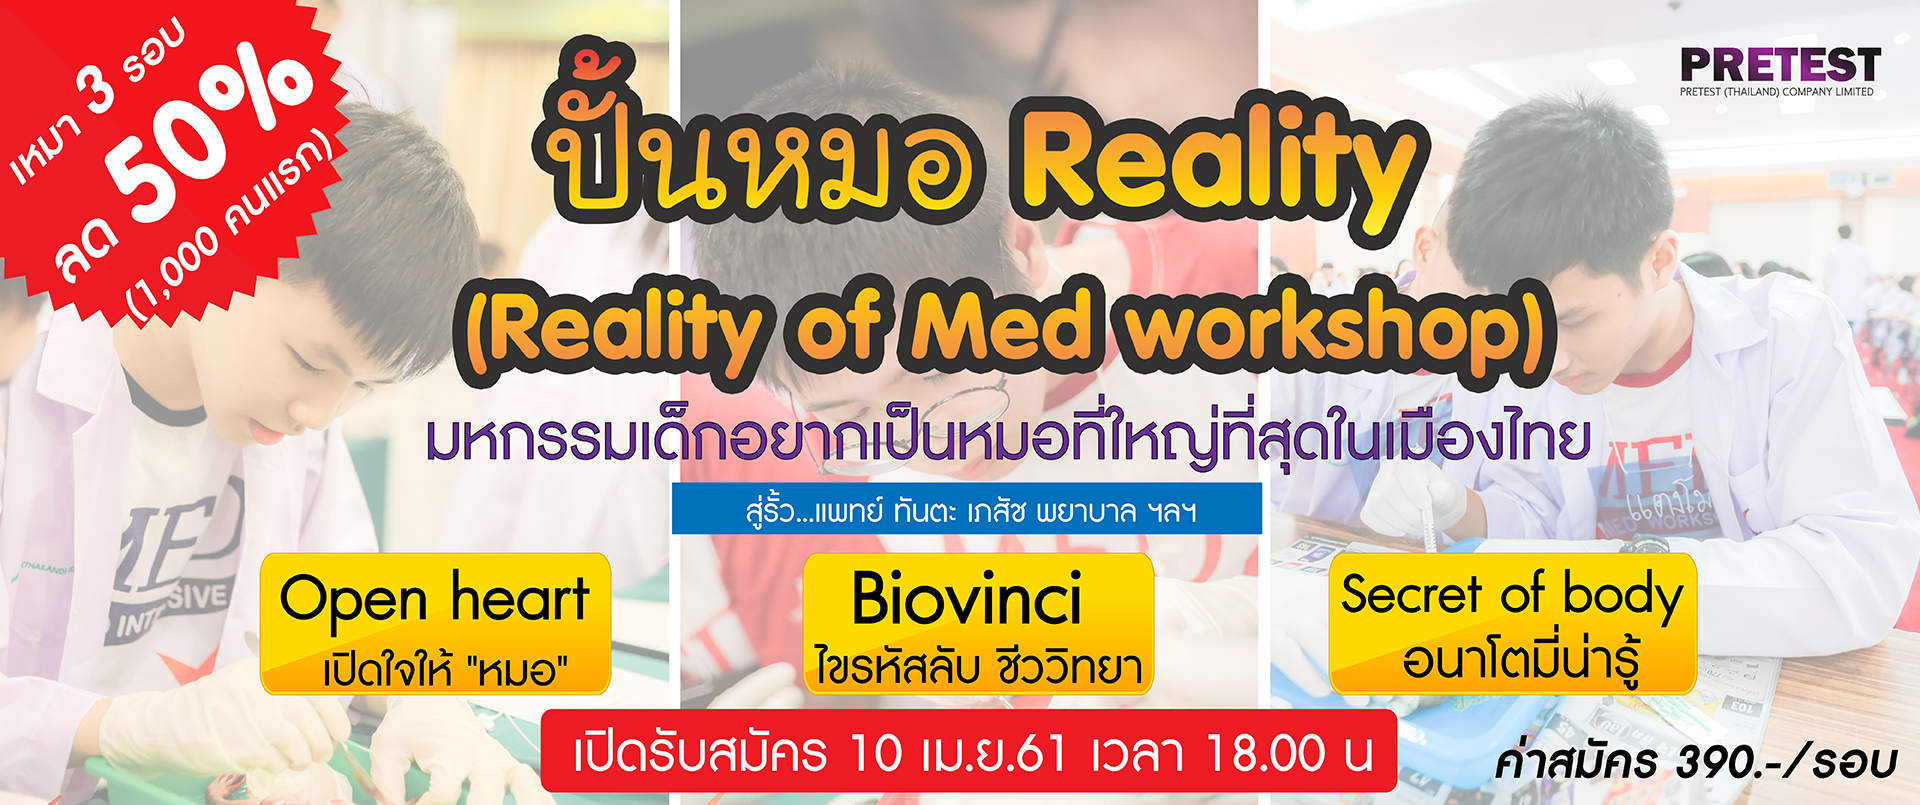 เหมา 3 รอบ
ลด 50%
(1,000 คนแรก)
PRETEST
PRETEST (THAILAND) COMPANY LIMITED
ปั้นหมอ Reality
(Reality of Med workshop)
มหกรรมเด็กอยากเป็นหมอที่ใหญ่ที่สุดในเมืองไทย
สู่รั้ว...แพทย์ ทันตะ เภสัช พยาบาล ฯลฯ
Open heart
เปิดใจให้ "หมอ"
Biovinci
ไขรหัสลับ ชีววิทยา
Secret of body
อนาโตมี่น่ารู้
เปิดรับสมัคร 10 เม.ย.61 เวลา 18.00 น
ค่าสมัคร 390.-/รอบ